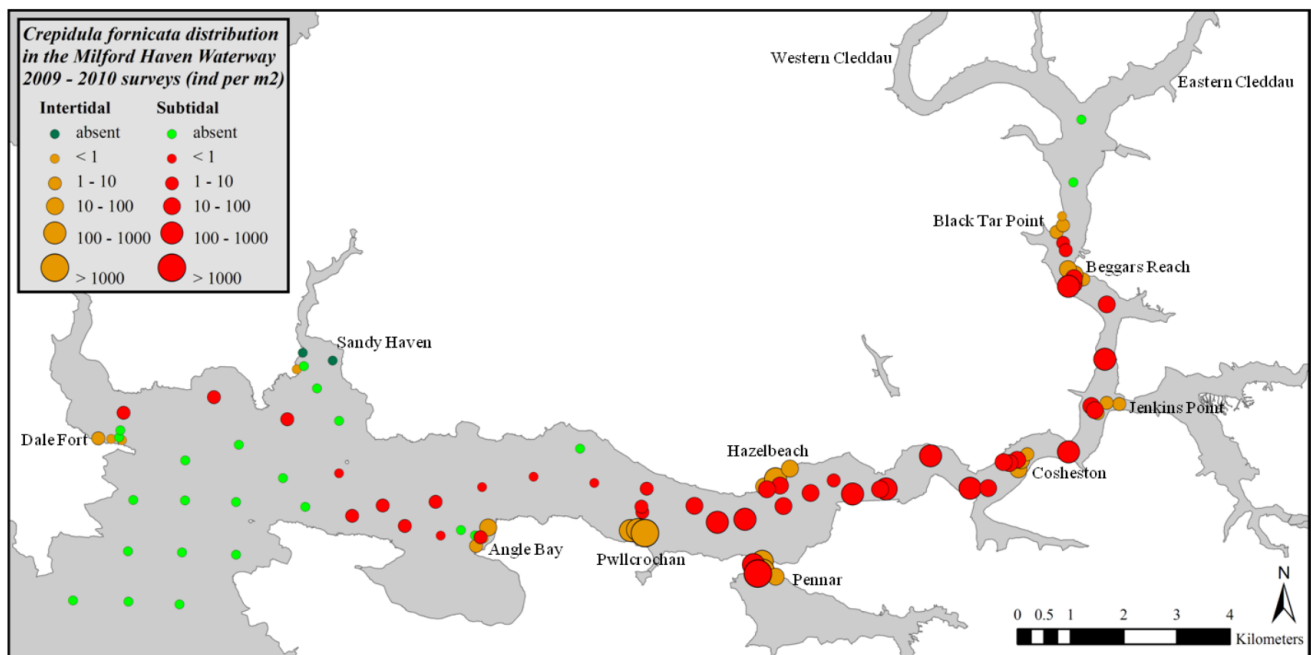 Crepidula fornicata distribution
in the Milford Haven Waterway
2009 - 2010 surveys (ind per m2)
Intertidal Subtidal
absent absent
< 1 < 1
1 - 10 1 - 10
10 - 100 10 - 100
100 - 1000 100 - 1000
> 1000 > 1000
Western Cleddau
Eastern Cleddau
Black Tar Point
Beggars Reach
Sandy Haven
Jenkins Point
Dale Fort
Hazelbeach
Cosheston
Angle Bay
Pwllcrochan
Pennar
N
0 0.5 1 2 3 4
Kilometers